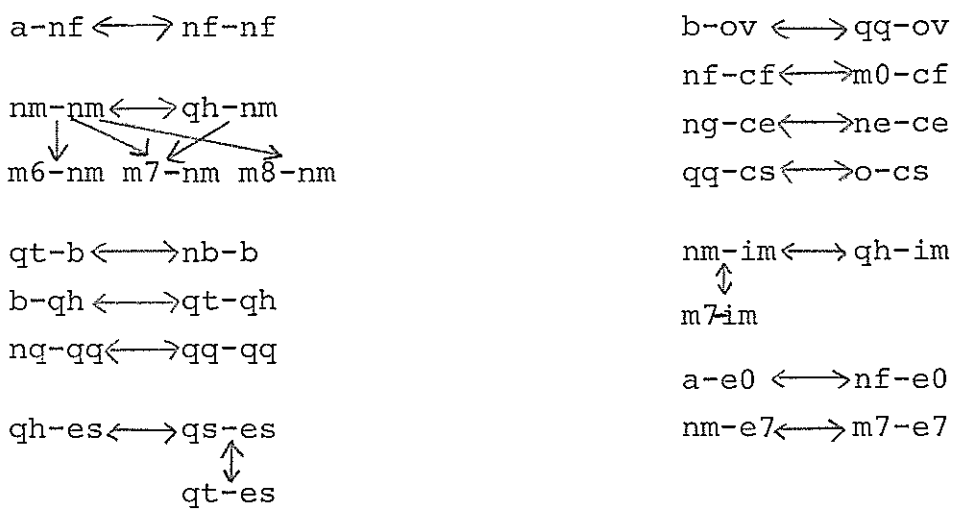 a-nf ⟷ nf-nf
nm-nm ⟷ qh-nm
m6-nm m7-nm m8-nm
qt-b ⟷ nb-b
b-qh ⟷ qt-qh
nq-qq ⟷ qq-qq
qh-es ⟷ qs-es
qt-es
b-ov ⟷ qq-ov
nf-cf ⟷ m0-cf
ng-ce ⟷ ne-ce
qq-cs ⟷ o-cs
nm-im ⟷ qh-im
m7-im
a-e0 ⟷ nf-e0
nm-e7 ⟷ m7-e7